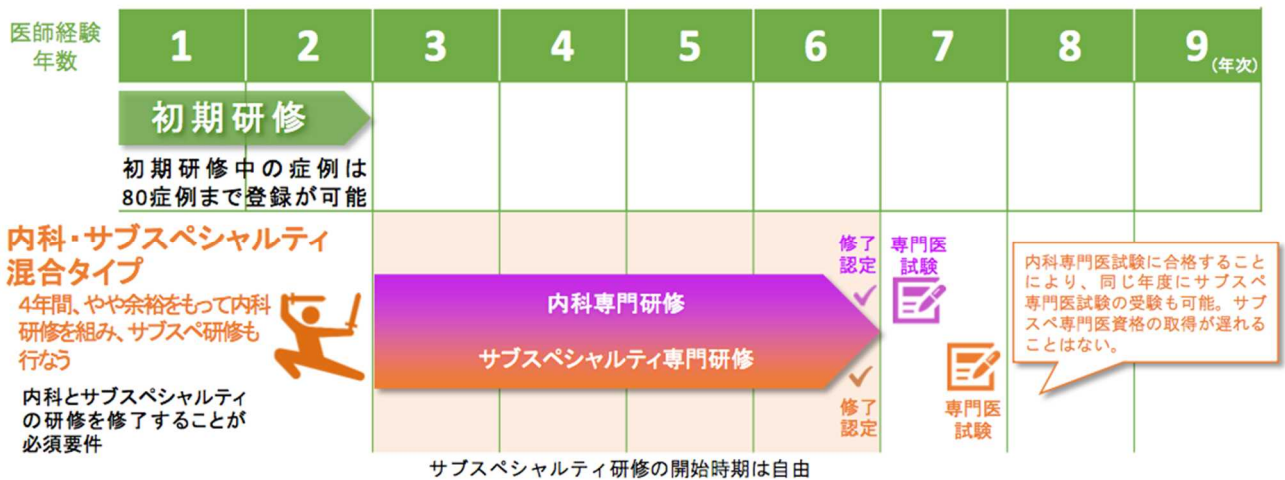 医師経験
年数
1 2 3 4 5 6 7 8 9(年次)
初期研修
初期研修中の症例は
80症例まで登録が可能
内科・サブスペシャルティ
混合タイプ
4年間、やや余裕をもって内科
研修を組み、サブスペ研修も
行なう
内科とサブスペシャルティ
の研修を修了することが
必須要件
内科専門研修
サブスペシャルティ専門研修
修了
認定
修了
認定
専門医
試験
専門医
試験
内科専門医試験に合格すること
により、同じ年度にサブスペ
専門医試験の受験も可能。サブ
スペ専門医資格の取得が遅れる
ことはない。
サブスペシャルティ研修の開始時期は自由